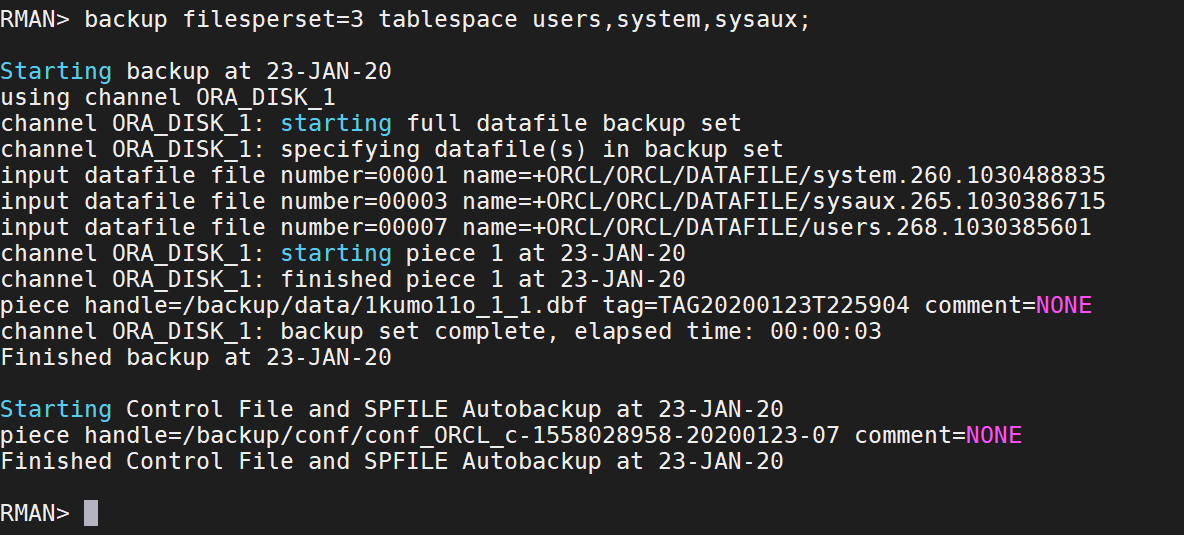 RMAN> backup filesperset=3 tablespace users,system,sysaux;
Starting backup at 23-JAN-20
using channel ORA_DISK_1
channel ORA_DISK_1: starting full datafile backup set
channel ORA_DISK_1: specifying datafile(s) in backup set
input datafile file number=00001 name=+ORCL/ORCL/DATAFILE/system.260.1030488835
input datafile file number=00003 name=+ORCL/ORCL/DATAFILE/sysaux.265.1030386715
input datafile file number=00007 name=+ORCL/ORCL/DATAFILE/users.268.1030385601
channel ORA_DISK_1: starting piece 1 at 23-JAN-20
channel ORA_DISK_1: finished piece 1 at 23-JAN-20
piece handle=/backup/data/1kumo11o_1_1.dbf tag=TAG20200123T225904 comment=NONE
channel ORA_DISK_1: backup set complete, elapsed time: 00:00:03
Finished backup at 23-JAN-20
Starting Control File and SPFILE Autobackup at 23-JAN-20
piece handle=/backup/conf/conf_ORCL_c-1558028958-20200123-07 comment=NONE
Finished Control File and SPFILE Autobackup at 23-JAN-20
RMAN>